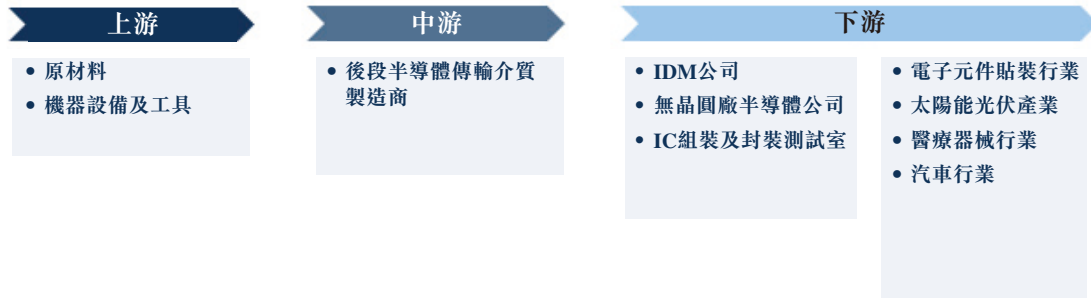 上游
原材料
機器設備及工具
中游
後段半導體傳輸介質
製造商
下游
IDM公司
無晶圓廠半導體公司
IC組裝及封裝測試室
電子元件貼裝行業
太陽能光伏產業
醫療器械行業
汽車行業